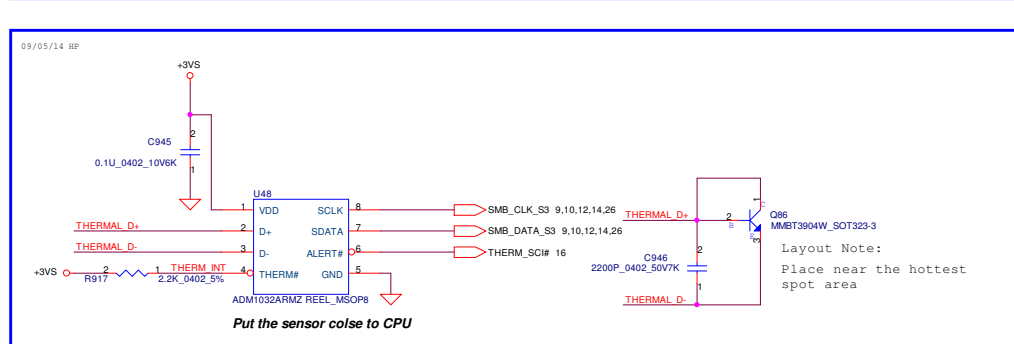 09/05/14 HP
+3VS
C945
2
0.1U_0402_10V6K
1
U48
1 VDD SCLK 8 SMB_CLK_S3 9,10,12,14,26
THERMAL_D+ 2 D+ SDATA 7 SMB_DATA_S3 9,10,12,14,26
THERMAL_D- 3 D- ALERT# 6 THERM_SCI# 16
+3VS 2 1 THERM_INT 4 THERM# GND 5
R917 2.2K_0402_5%
ADM1032ARMZ REEL_MSOP8
Put the sensor colse to CPU
THERMAL_D+ 2 B
1 C
Q86
MMBT3904W_SOT323-3
3 E
2
C946
2200P_0402_50V7K
1
THERMAL_D-
Layout Note:
Place near the hottest
spot area